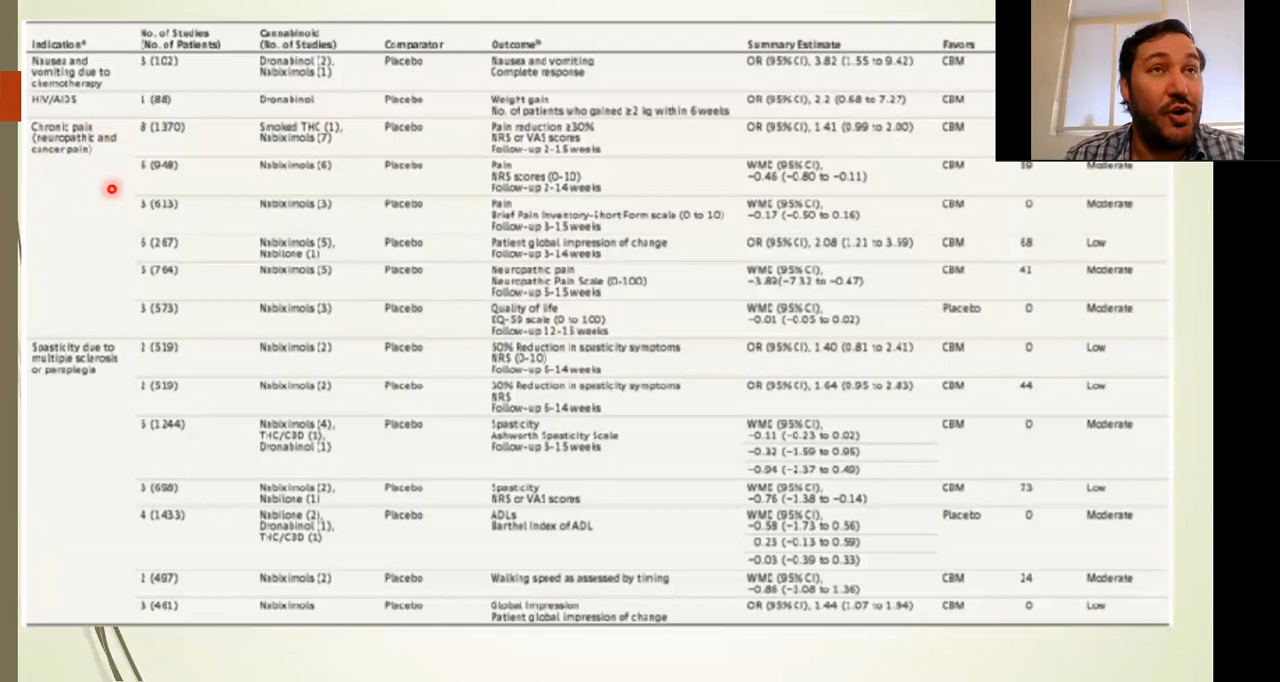 Indicationa No. of Studies (No. of Patients) Cannabinoid (No. of Studies) Comparator Outcomeb Summary Estimate Favors
Nausea and vomiting due to chemotherapy 3 (102) Dronabinol (2), Nabiximols (1) Placebo Nausea and vomiting Complete response OR (95% CI), 3.82 (1.55 to 9.42) CBM
HIV/AIDS 1 (88) Dronabinol Placebo Weight gain No. of patients who gained ≥2 kg within 6 weeks OR (95% CI), 2.2 (0.68 to 7.27) CBM
Chronic pain (neuropathic and cancer pain) 8 (1370) Smoked THC (1), Nabiximols (7) Placebo Pain reduction ≥30% NRS or VAS scores Follow-up 2-15 weeks OR (95% CI), 1.41 (0.99 to 2.00) CBM
6 (948) Nabiximols (6) Placebo Pain NRS scores (0-10) Follow-up 2-14 weeks WMD (95% CI), −0.46 (−0.80 to −0.11) CBM Moderate
3 (613) Nabiximols (3) Placebo Pain Brief Pain Inventory-Short Form scale (0 to 10) Follow-up 3-15 weeks WMD (95% CI), −0.17 (−0.50 to 0.16) CBM 0 Moderate
6 (267) Nabiximols (5), Nabilone (1) Placebo Patient global impression of change Follow-up 3-14 weeks OR (95% CI), 2.08 (1.21 to 3.59) CBM 68 Low
5 (764) Nabiximols (5) Placebo Neuropathic pain Neuropathic Pain Scale (0-100) Follow-up 5-15 weeks WMD (95% CI), −3.89 (−7.32 to −0.47) CBM 41 Moderate
3 (573) Nabiximols (3) Placebo Quality of life EQ-5D scale (0 to 100) Follow-up 12-15 weeks WMD (95% CI), −0.01 (−0.05 to 0.02) Placebo 0 Moderate
Spasticity due to multiple sclerosis or paraplegia 2 (519) Nabiximols (2) Placebo 50% Reduction in spasticity symptoms NRS (0-10) Follow-up 6-14 weeks OR (95% CI), 1.40 (0.81 to 2.41) CBM 0 Low
2 (519) Nabiximols (2) Placebo 30% Reduction in spasticity symptoms NRS Follow-up 6-14 weeks OR (95% CI), 1.64 (0.95 to 2.83) CBM 44 Low
5 (1244) Nabiximols (4), THC/CBD (1), Dronabinol (1) Placebo Spasticity Ashworth Spasticity Scale Follow-up 3-15 weeks WMD (95% CI), −0.11 (−0.23 to 0.02) CBM 0 Moderate
−0.32 (−1.59 to 0.95)
−0.94 (−2.37 to 0.49)
3 (698) Nabiximols (2), Nabilone (1) Placebo Spasticity NRS or VAS scores WMD (95% CI), −0.76 (−1.38 to −0.14) CBM 73 Low
4 (1433) Nabilone (2), Dronabinol (1), THC/CBD (1) Placebo ADLs Barthel Index of ADL WMD (95% CI), −0.58 (−1.73 to 0.56) Placebo 0 Moderate
0.23 (−0.13 to 0.59)
−0.03 (−0.39 to 0.33)
2 (497) Nabiximols (2) Placebo Walking speed as assessed by timing WMD (95% CI), −0.86 (−3.08 to 1.36) CBM 24 Moderate
3 (461) Nabiximols Placebo Global Impression Patient global impression of change OR (95% CI), 1.44 (1.07 to 1.94) CBM 0 Low